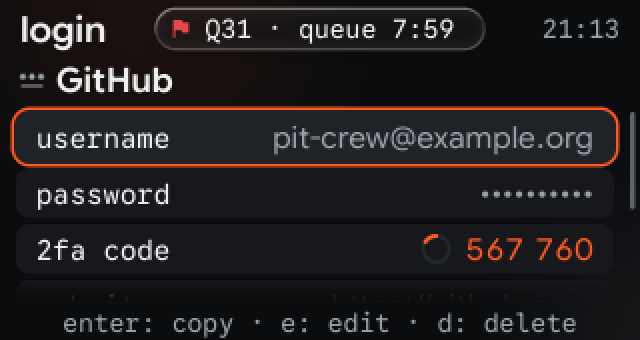 login
Q31 · queue 7:59
21:13
GitHub
username
pit-crew@example.org
password
••••••••••
2fa code
567 760
enter: copy · e: edit · d: delete